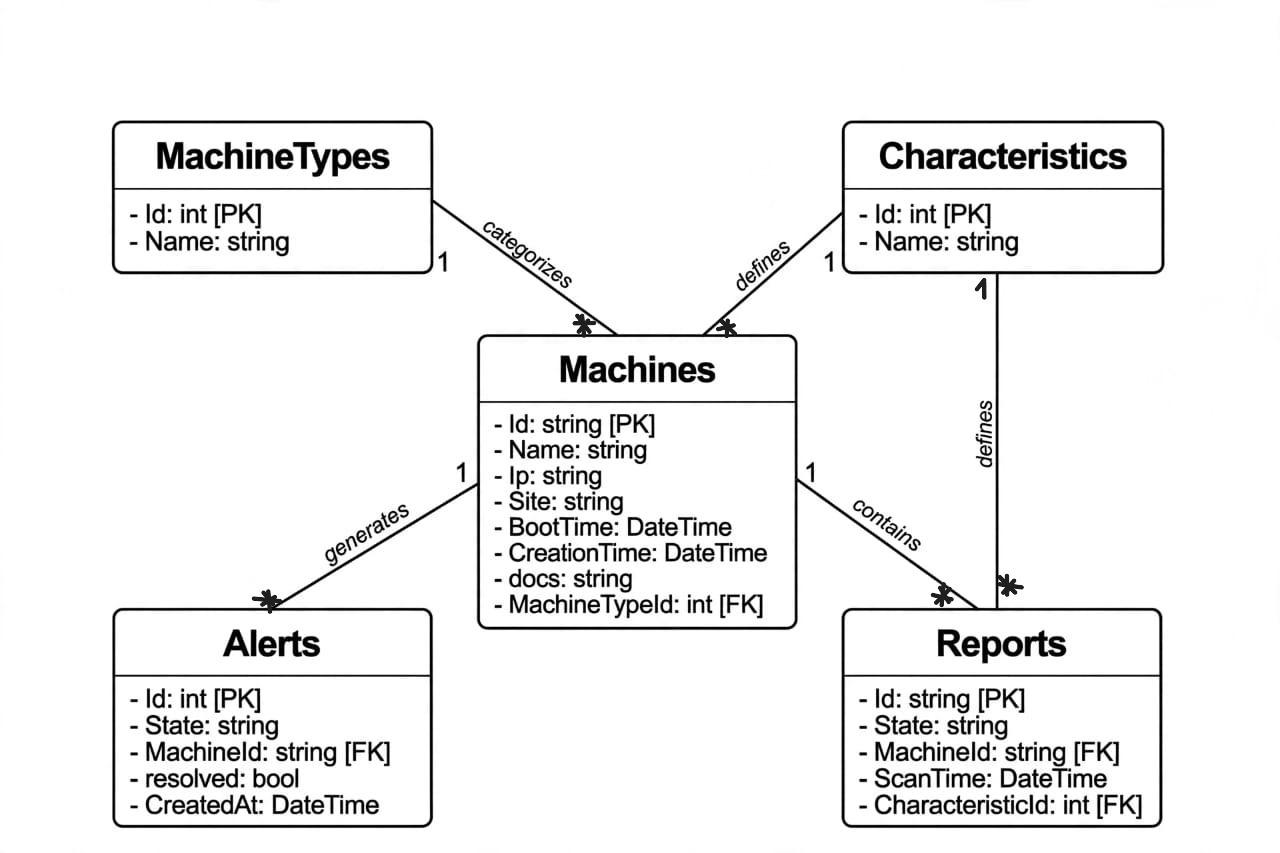 MachineTypes
- Id: int [PK]
- Name: string
1
categorizes
*
Characteristics
- Id: int [PK]
- Name: string
1
defines
*
1
defines
*
Machines
- Id: string [PK]
- Name: string
- Ip: string
- Site: string
- BootTime: DateTime
- CreationTime: DateTime
- docs: string
- MachineTypeId: int [FK]
1
generates
*
1
contains
*
Alerts
- Id: int [PK]
- State: string
- MachineId: string [FK]
- resolved: bool
- CreatedAt: DateTime
Reports
- Id: string [PK]
- State: string
- MachineId: string [FK]
- ScanTime: DateTime
- CharacteristicId: int [FK]